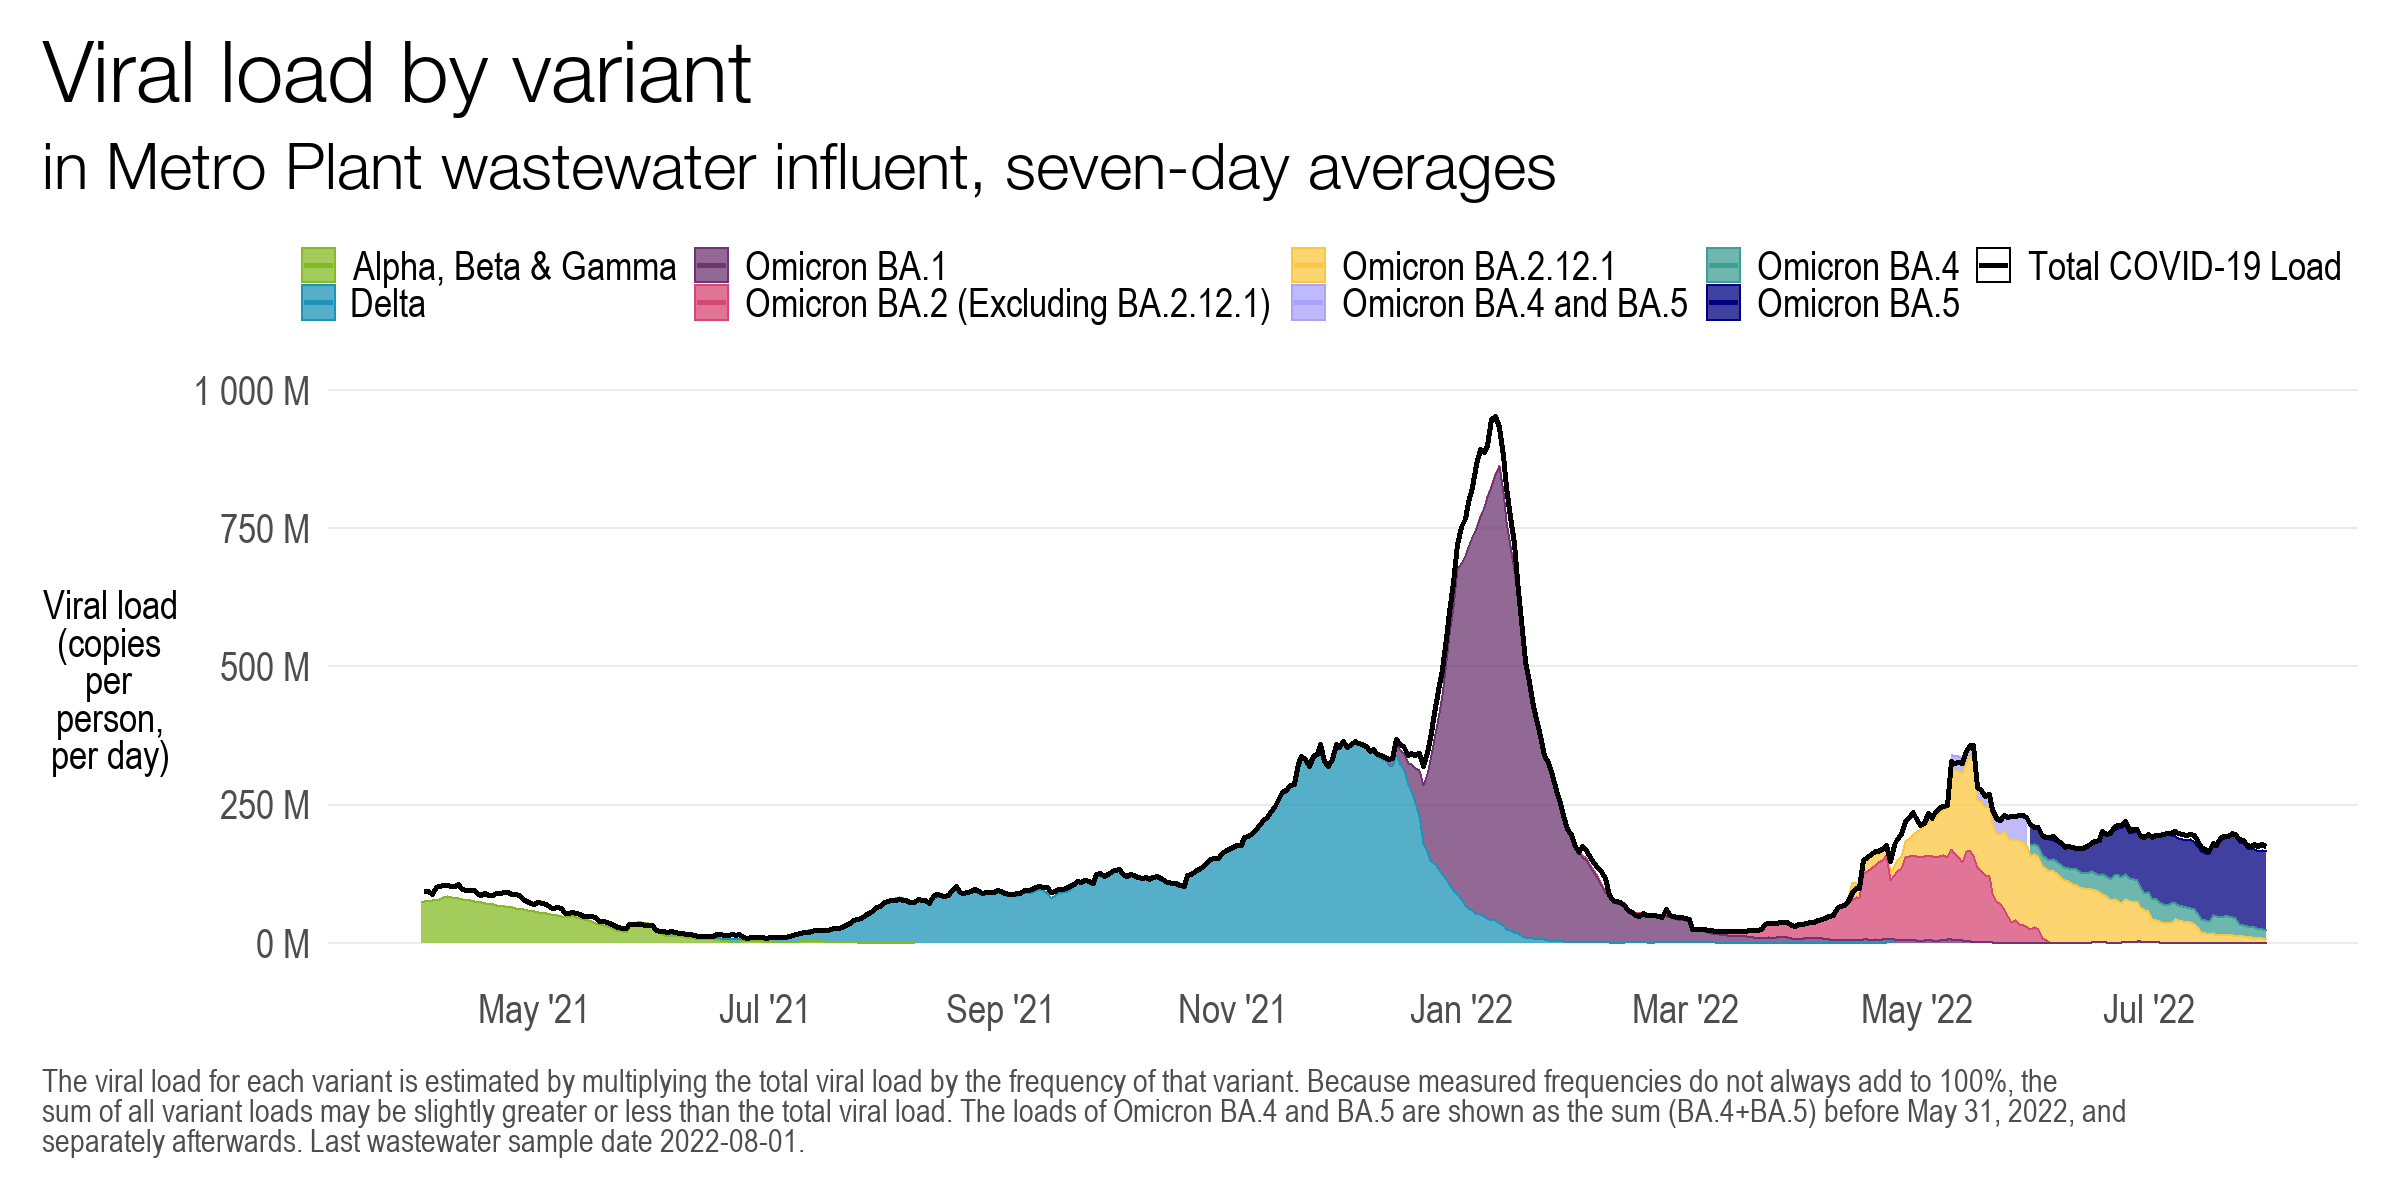 Viral load by variant
in Metro Plant wastewater influent, seven-day averages
Alpha, Beta & Gamma
Delta
Omicron BA.1
Omicron BA.2 (Excluding BA.2.12.1)
Omicron BA.2.12.1
Omicron BA.4 and BA.5
Omicron BA.4
Omicron BA.5
Total COVID-19 Load
1 000 M
750 M
500 M
250 M
0 M
Viral load
(copies
per
person,
per day)
May '21
Jul '21
Sep '21
Nov '21
Jan '22
Mar '22
May '22
Jul '22
The viral load for each variant is estimated by multiplying the total viral load by the frequency of that variant. Because measured frequencies do not always add to 100%, the
sum of all variant loads may be slightly greater or less than the total viral load. The loads of Omicron BA.4 and BA.5 are shown as the sum (BA.4+BA.5) before May 31, 2022, and
separately afterwards. Last wastewater sample date 2022-08-01.